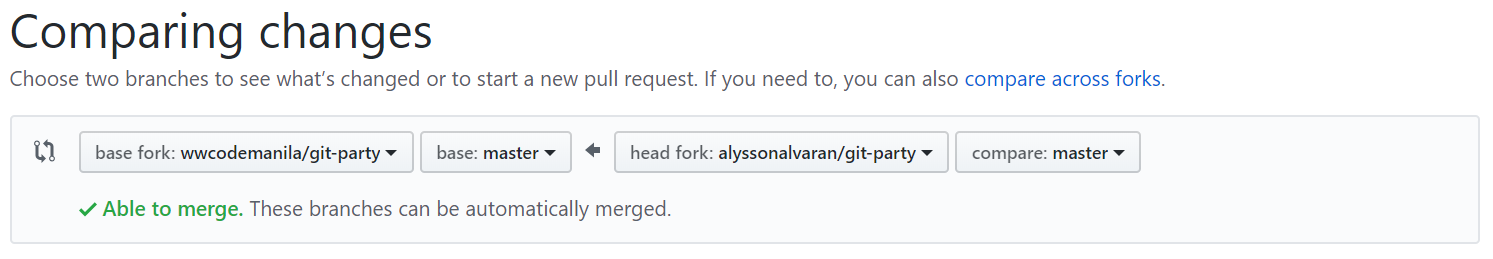 Comparing changes
Choose two branches to see what’s changed or to start a new pull request. If you need to, you can also compare across forks.
base fork: wwcodemanila/git-party base: master head fork: alyssonalvaran/git-party compare: master
Able to merge. These branches can be automatically merged.